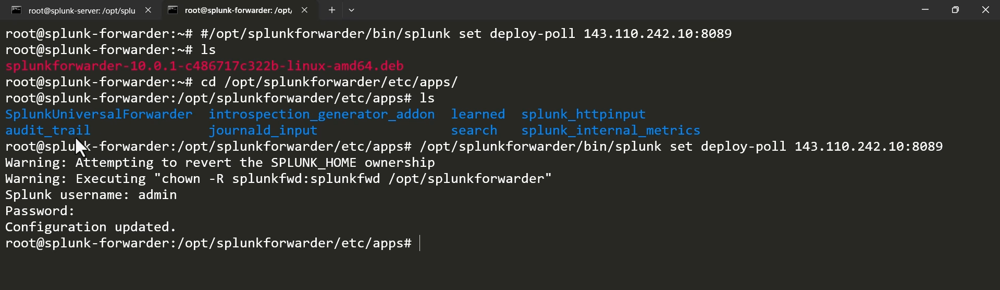 root@splunk-server: /opt/splu root@splunk-forwarder: /opt/
root@splunk-forwarder:~# #/opt/splunkforwarder/bin/splunk set deploy-poll 143.110.242.10:8089
root@splunk-forwarder:~# ls
splunkforwarder-10.0.1-c486717c322b-linux-amd64.deb
root@splunk-forwarder:~# cd /opt/splunkforwarder/etc/apps/
root@splunk-forwarder:/opt/splunkforwarder/etc/apps# ls
SplunkUniversalForwarder introspection_generator_addon learned splunk_httpinput
audit_trail journald_input search splunk_internal_metrics
root@splunk-forwarder:/opt/splunkforwarder/etc/apps# /opt/splunkforwarder/bin/splunk set deploy-poll 143.110.242.10:8089
Warning: Attempting to revert the SPLUNK_HOME ownership
Warning: Executing "chown -R splunkfwd:splunkfwd /opt/splunkforwarder"
Splunk username: admin
Password:
Configuration updated.
root@splunk-forwarder:/opt/splunkforwarder/etc/apps#